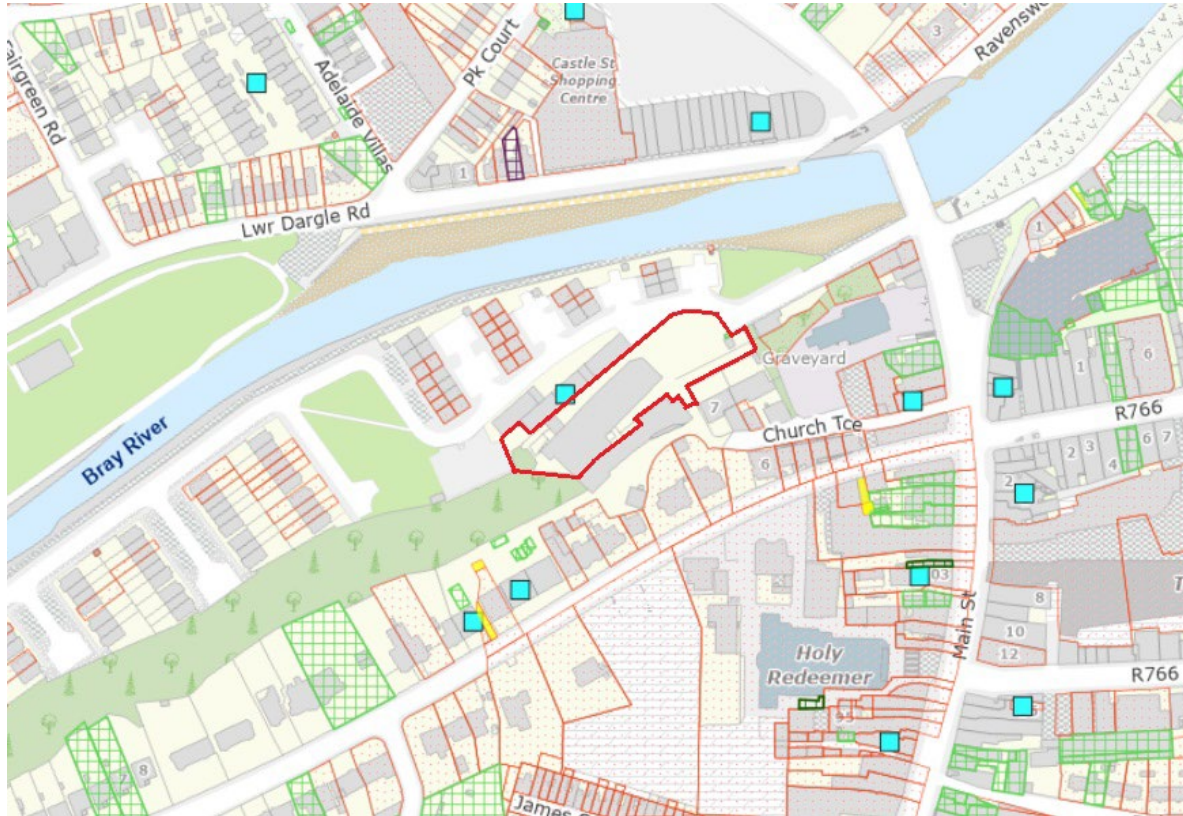 Fairgreen Rd
Adelaide Villas
Pk Court
Castle St
Shopping
Centre
3
1
Lwr Dargle Rd
1
Graveyard
1
6
7
Church Tce
R766
6
2
3
4
6
7
2
Bray River
03
Main St
8
10
12
Holy
Redeemer
R766
95
8